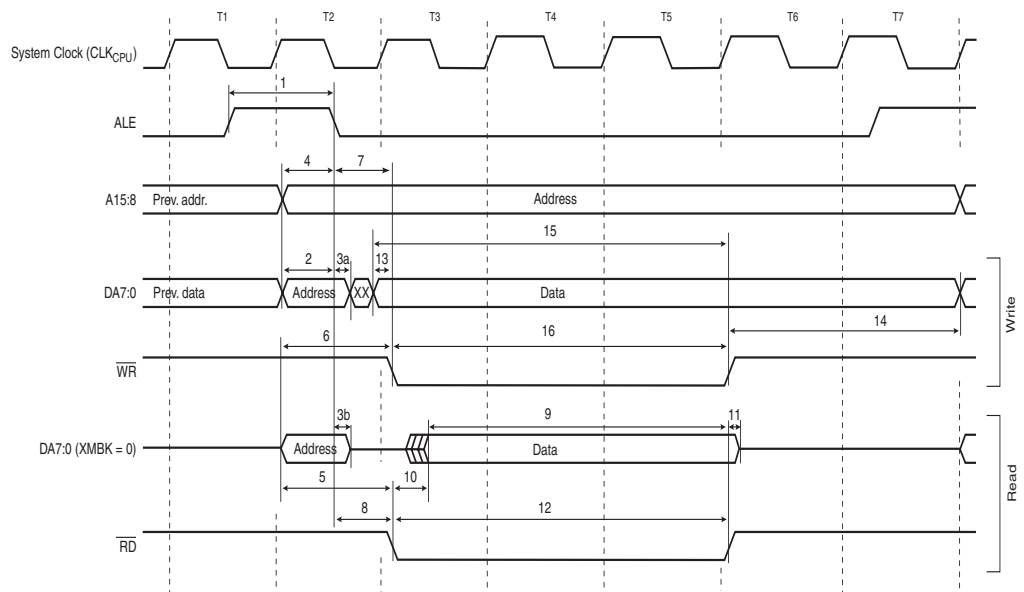 T1 T2 T3 T4 T5 T6 T7
System Clock (CLKCPU)
1
ALE
4 7
A15:8 Prev. addr. Address
15
2 3a 13
DA7:0 Prev. data Address XX Data
14
6 16
WR
Write
3b 9 11
DA7:0 (XMBK = 0) Address Data
5 10
8 12
RD
Read